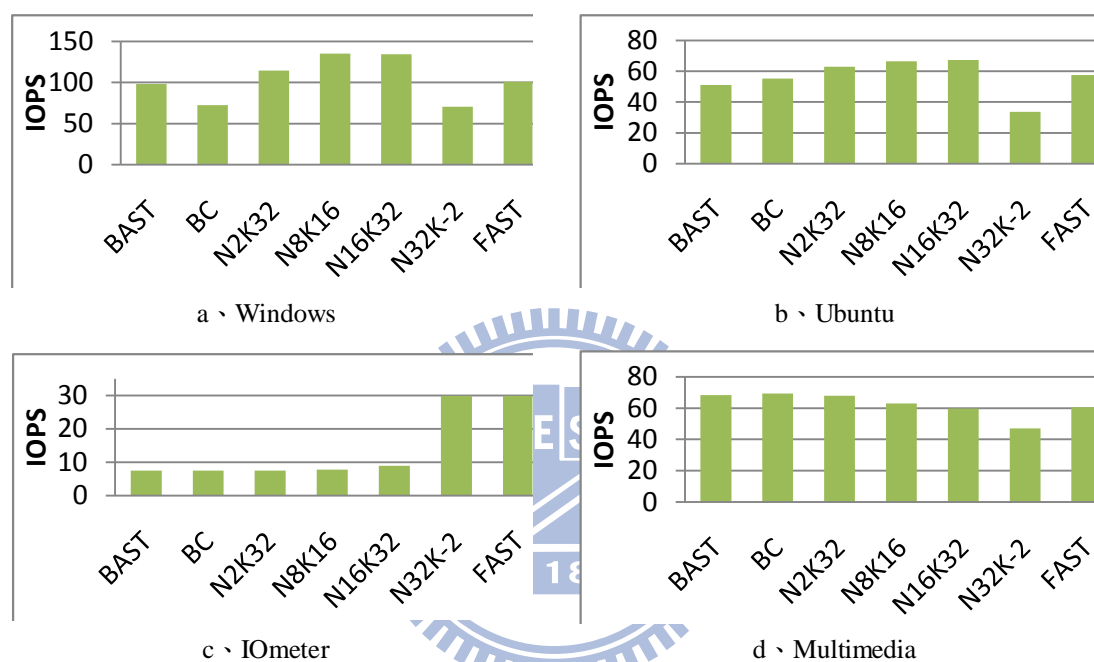 IOPS
150
100
50
0
BAST
BC
N2K32
N8K16
N16K32
N32K-2
FAST
a、Windows
IOPS
80
60
40
20
0
BAST
BC
N2K32
N8K16
N16K32
N32K-2
FAST
b、Ubuntu
IOPS
30
20
10
0
BAST
BC
N2K32
N8K16
N16K32
N32K-2
FAST
c、IOmeter
IOPS
80
60
40
20
0
BAST
BC
N2K32
N8K16
N16K32
N32K-2
FAST
d、Multimedia
E S
18